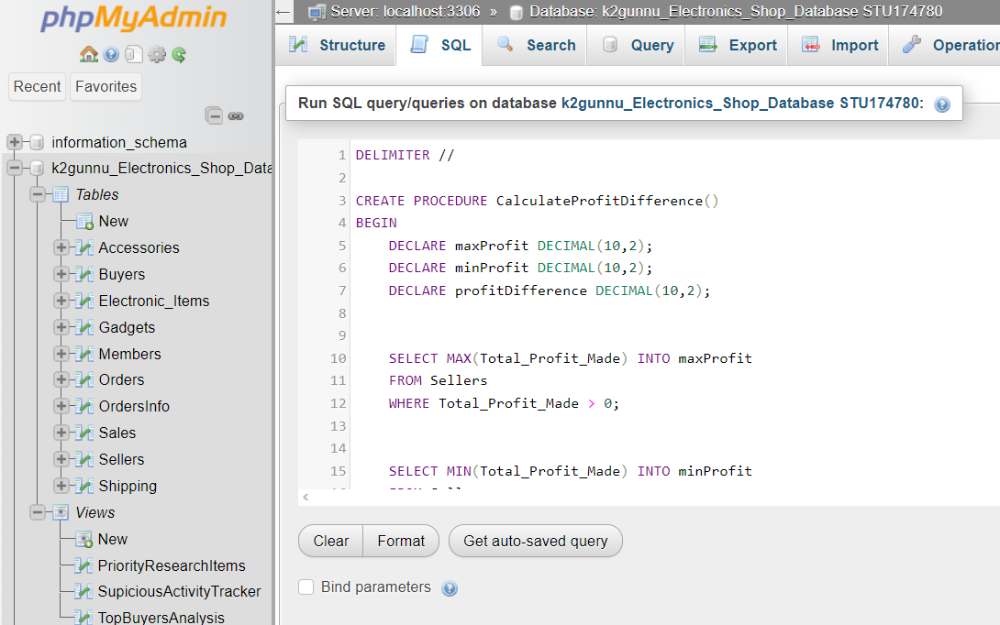 phpMyAdmin
Recent
Favorites
information_schema
k2gunnu_Electronics_Shop_Data
Tables
New
Accessories
Buyers
Electronic_Items
Gadgets
Members
Orders
OrdersInfo
Sales
Sellers
Shipping
Views
New
PriorityResearchItems
SupiciousActivityTracker
TopBuyersAnalysis
← Server: localhost:3306 » Database: k2gunnu_Electronics_Shop_Database STU174780
Structure SQL Search Query Export Import Operation
Run SQL query/queries on database k2gunnu_Electronics_Shop_Database STU174780:
1 DELIMITER //
2
3 CREATE PROCEDURE CalculateProfitDifference()
4 BEGIN
5 DECLARE maxProfit DECIMAL(10,2);
6 DECLARE minProfit DECIMAL(10,2);
7 DECLARE profitDifference DECIMAL(10,2);
8
9
10 SELECT MAX(Total_Profit_Made) INTO maxProfit
11 FROM Sellers
12 WHERE Total_Profit_Made > 0;
13
14
15 SELECT MIN(Total_Profit_Made) INTO minProfit
Clear Format Get auto-saved query
Bind parameters